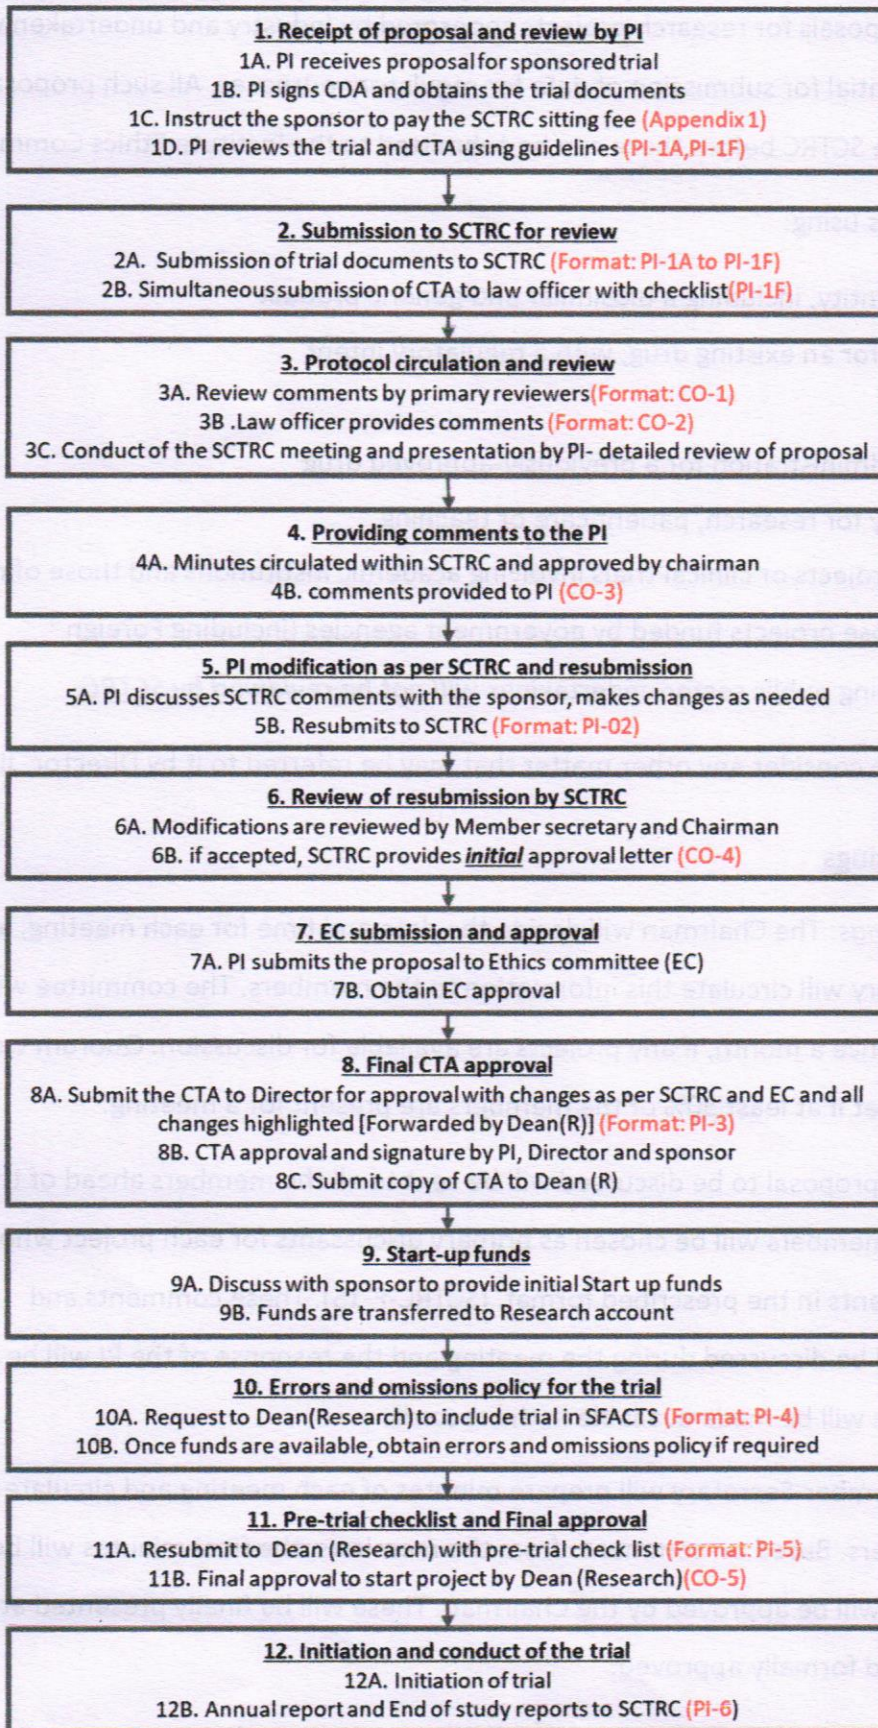 1. Receipt of proposal and review by PI
1A. PI receives proposal for sponsored trial
1B. PI signs CDA and obtains the trial documents
1C. Instruct the sponsor to pay the SCTRC sitting fee (Appendix 1)
1D. PI reviews the trial and CTA using guidelines (PI-1A,PI-1F)
2. Submission to SCTRC for review
2A. Submission of trial documents to SCTRC (Format: PI-1A to PI-1F)
2B. Simultaneous submission of CTA to law officer with checklist(PI-1F)
3. Protocol circulation and review
3A. Review comments by primary reviewers(Format: CO-1)
3B .Law officer provides comments (Format: CO-2)
3C. Conduct of the SCTRC meeting and presentation by PI- detailed review of proposal
4. Providing comments to the PI
4A. Minutes circulated within SCTRC and approved by chairman
4B. comments provided to PI (CO-3)
5. PI modification as per SCTRC and resubmission
5A. PI discusses SCTRC comments with the sponsor, makes changes as needed
5B. Resubmits to SCTRC (Format: PI-02)
6. Review of resubmission by SCTRC
6A. Modifications are reviewed by Member secretary and Chairman
6B. if accepted, SCTRC provides initial approval letter (CO-4)
7. EC submission and approval
7A. PI submits the proposal to Ethics committee (EC)
7B. Obtain EC approval
8. Final CTA approval
8A. Submit the CTA to Director for approval with changes as per SCTRC and EC and all
changes highlighted [Forwarded by Dean(R)] (Format: PI-3)
8B. CTA approval and signature by PI, Director and sponsor
8C. Submit copy of CTA to Dean (R)
9. Start-up funds
9A. Discuss with sponsor to provide initial Start up funds
9B. Funds are transferred to Research account
10. Errors and omissions policy for the trial
10A. Request to Dean(Research) to include trial in SFACTS (Format: PI-4)
10B. Once funds are available, obtain errors and omissions policy if required
11. Pre-trial checklist and Final approval
11A. Resubmit to Dean (Research) with pre-trial check list (Format: PI-5)
11B. Final approval to start project by Dean (Research)(CO-5)
12. Initiation and conduct of the trial
12A. Initiation of trial
12B. Annual report and End of study reports to SCTRC (PI-6)